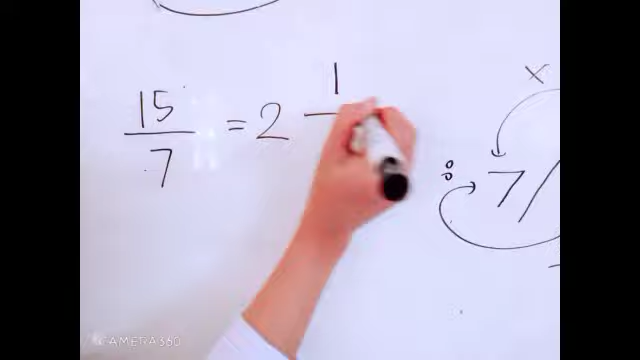 15/7 = 2 1/
×
÷ 7/
CAMERA360